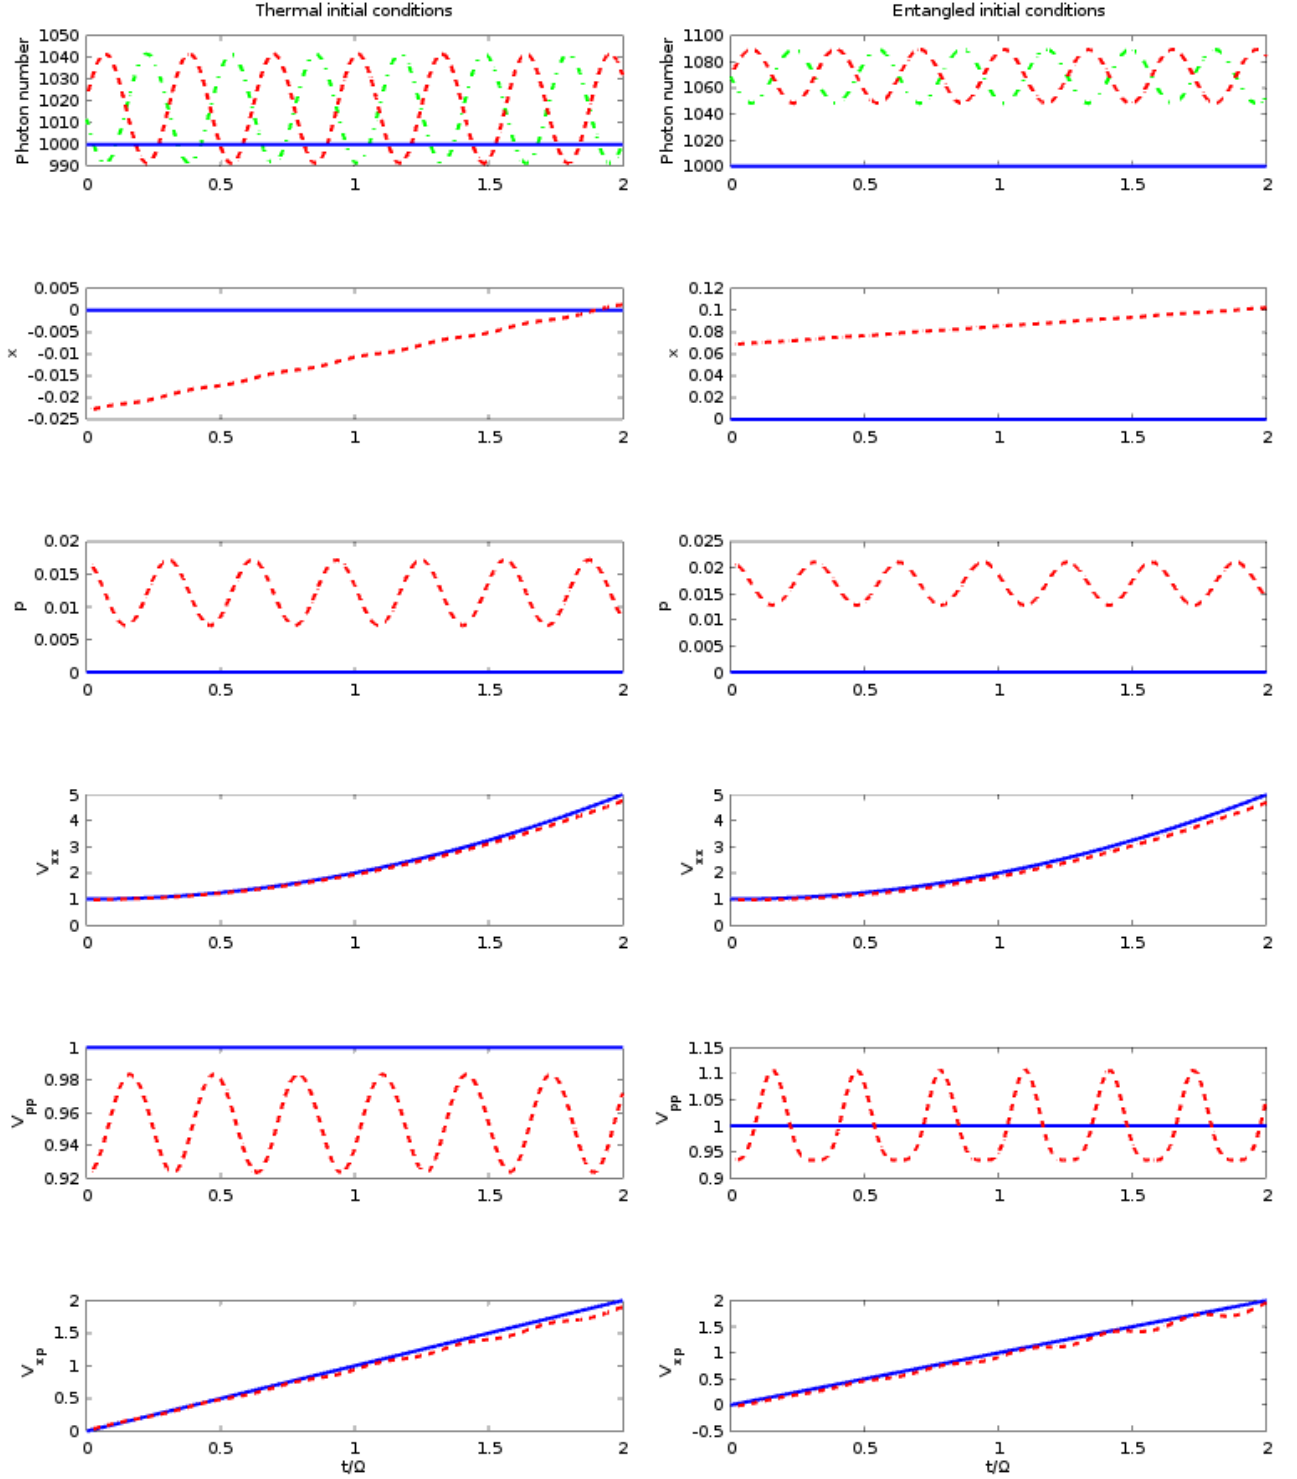 Thermal initial conditions
Entangled initial conditions
Photon number
1050
1040
1030
1020
1010
1000
990
0 0.5 1 1.5 2
Photon number
1100
1080
1060
1040
1020
1000
0 0.5 1 1.5 2
x
0.005
0
-0.005
-0.01
-0.015
-0.02
-0.025
0 0.5 1 1.5 2
x
0.12
0.1
0.08
0.06
0.04
0.02
0
0 0.5 1 1.5 2
p
0.02
0.015
0.01
0.005
0
0 0.5 1 1.5 2
p
0.025
0.02
0.015
0.01
0.005
0
0 0.5 1 1.5 2
V_xx
5
4
3
2
1
0
0 0.5 1 1.5 2
V_xx
5
4
3
2
1
0
0 0.5 1 1.5 2
V_pp
1
0.98
0.96
0.94
0.92
0 0.5 1 1.5 2
V_pp
1.15
1.1
1.05
1
0.95
0.9
0 0.5 1 1.5 2
V_xp
2
1.5
1
0.5
0
0 0.5 1 1.5 2
t/Ω
V_xp
2
1.5
1
0.5
0
-0.5
0 0.5 1 1.5 2
t/Ω